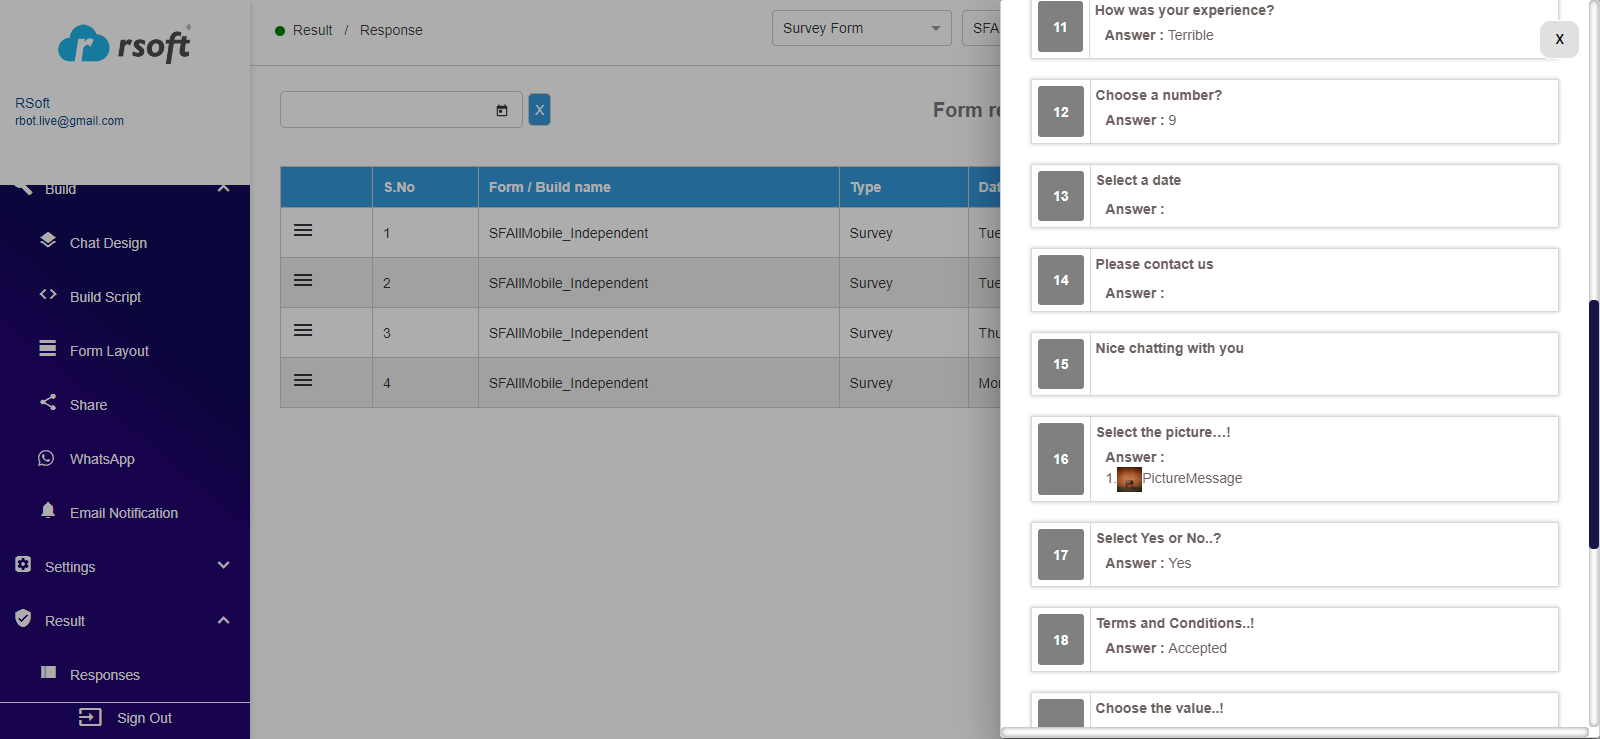 rsoft
RSoft
rbot.live@gmail.com
Build
Chat Design
Build Script
Form Layout
Share
WhatsApp
Email Notification
Settings
Result
Responses
Sign Out
Result / Response
Survey Form
SFA
X
Form re
S.No Form / Build name Type Dat
1 SFAllMobile_Independent Survey Tue
2 SFAllMobile_Independent Survey Tue
3 SFAllMobile_Independent Survey Thu
4 SFAllMobile_Independent Survey Mon
X
11 How was your experience?
Answer : Terrible
12 Choose a number?
Answer : 9
13 Select a date
Answer :
14 Please contact us
Answer :
15 Nice chatting with you
16 Select the picture...!
Answer :
1. PictureMessage
17 Select Yes or No..?
Answer : Yes
18 Terms and Conditions..!
Answer : Accepted
Choose the value..!